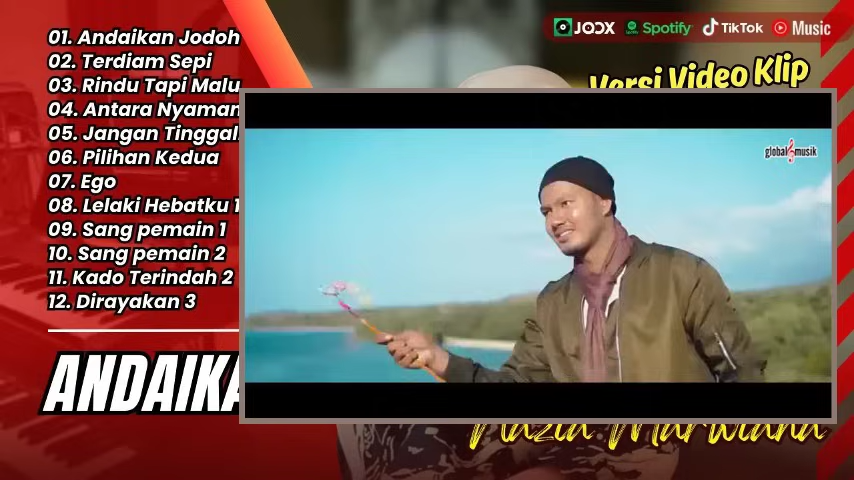 01. Andaikan Jodoh
02. Terdiam Sepi
03. Rindu Tapi Malu
04. Antara Nyaman
05. Jangan Tinggal
06. Pilihan Kedua
07. Ego
08. Lelaki Hebatku 1
09. Sang pemain 1
10. Sang pemain 2
11. Kado Terindah 2
12. Dirayakan 3
ANDAIKA
JOOX Spotify TikTok Music
Versi Video Klip
global musik
Nazia Marwiana